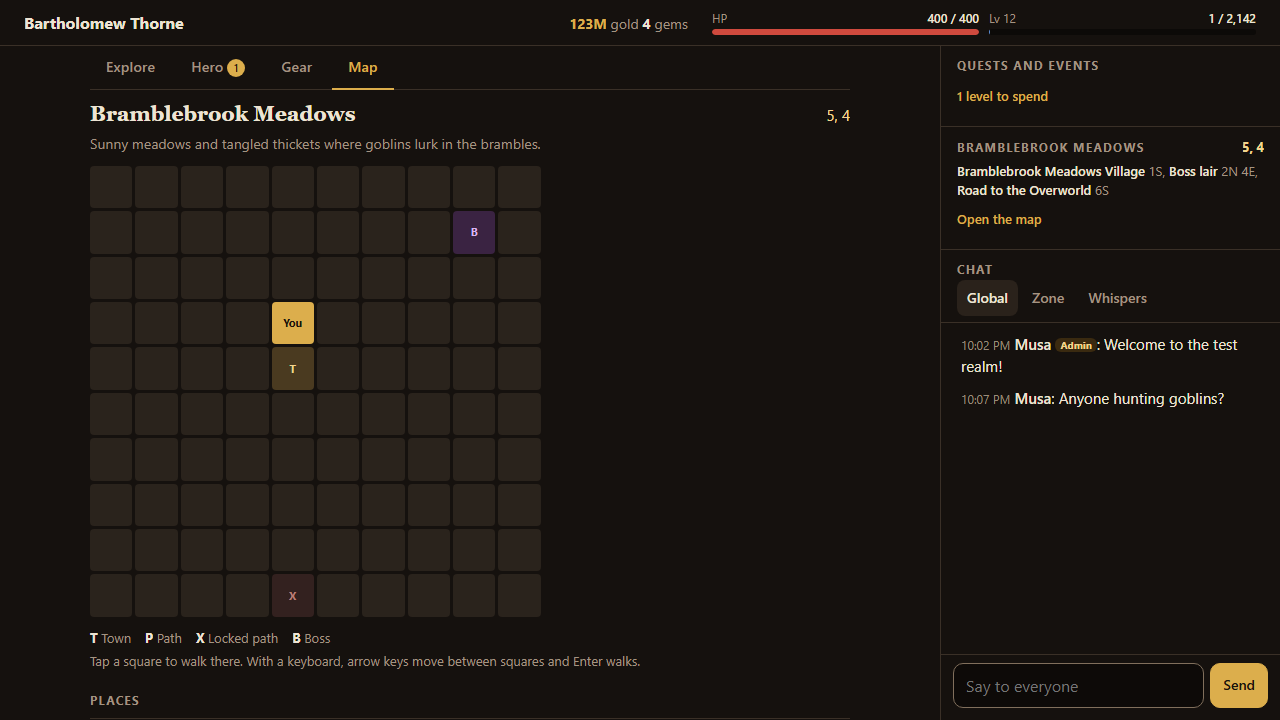 Bartholomew Thorne
123M gold 4 gems
HP 400 / 400
Lv 12 1 / 2,142
Explore
Hero 1
Gear
Map
Bramblebrook Meadows
5, 4
Sunny meadows and tangled thickets where goblins lurk in the brambles.
B
You
T
X
T Town P Path X Locked path B Boss
Tap a square to walk there. With a keyboard, arrow keys move between squares and Enter walks.
PLACES
QUESTS AND EVENTS
1 level to spend
BRAMBLEBROOK MEADOWS 5, 4
Bramblebrook Meadows Village 1S, Boss lair 2N 4E,
Road to the Overworld 6S
Open the map
CHAT
Global Zone Whispers
10:02 PM Musa Admin: Welcome to the test
realm!
10:07 PM Musa: Anyone hunting goblins?
Say to everyone
Send